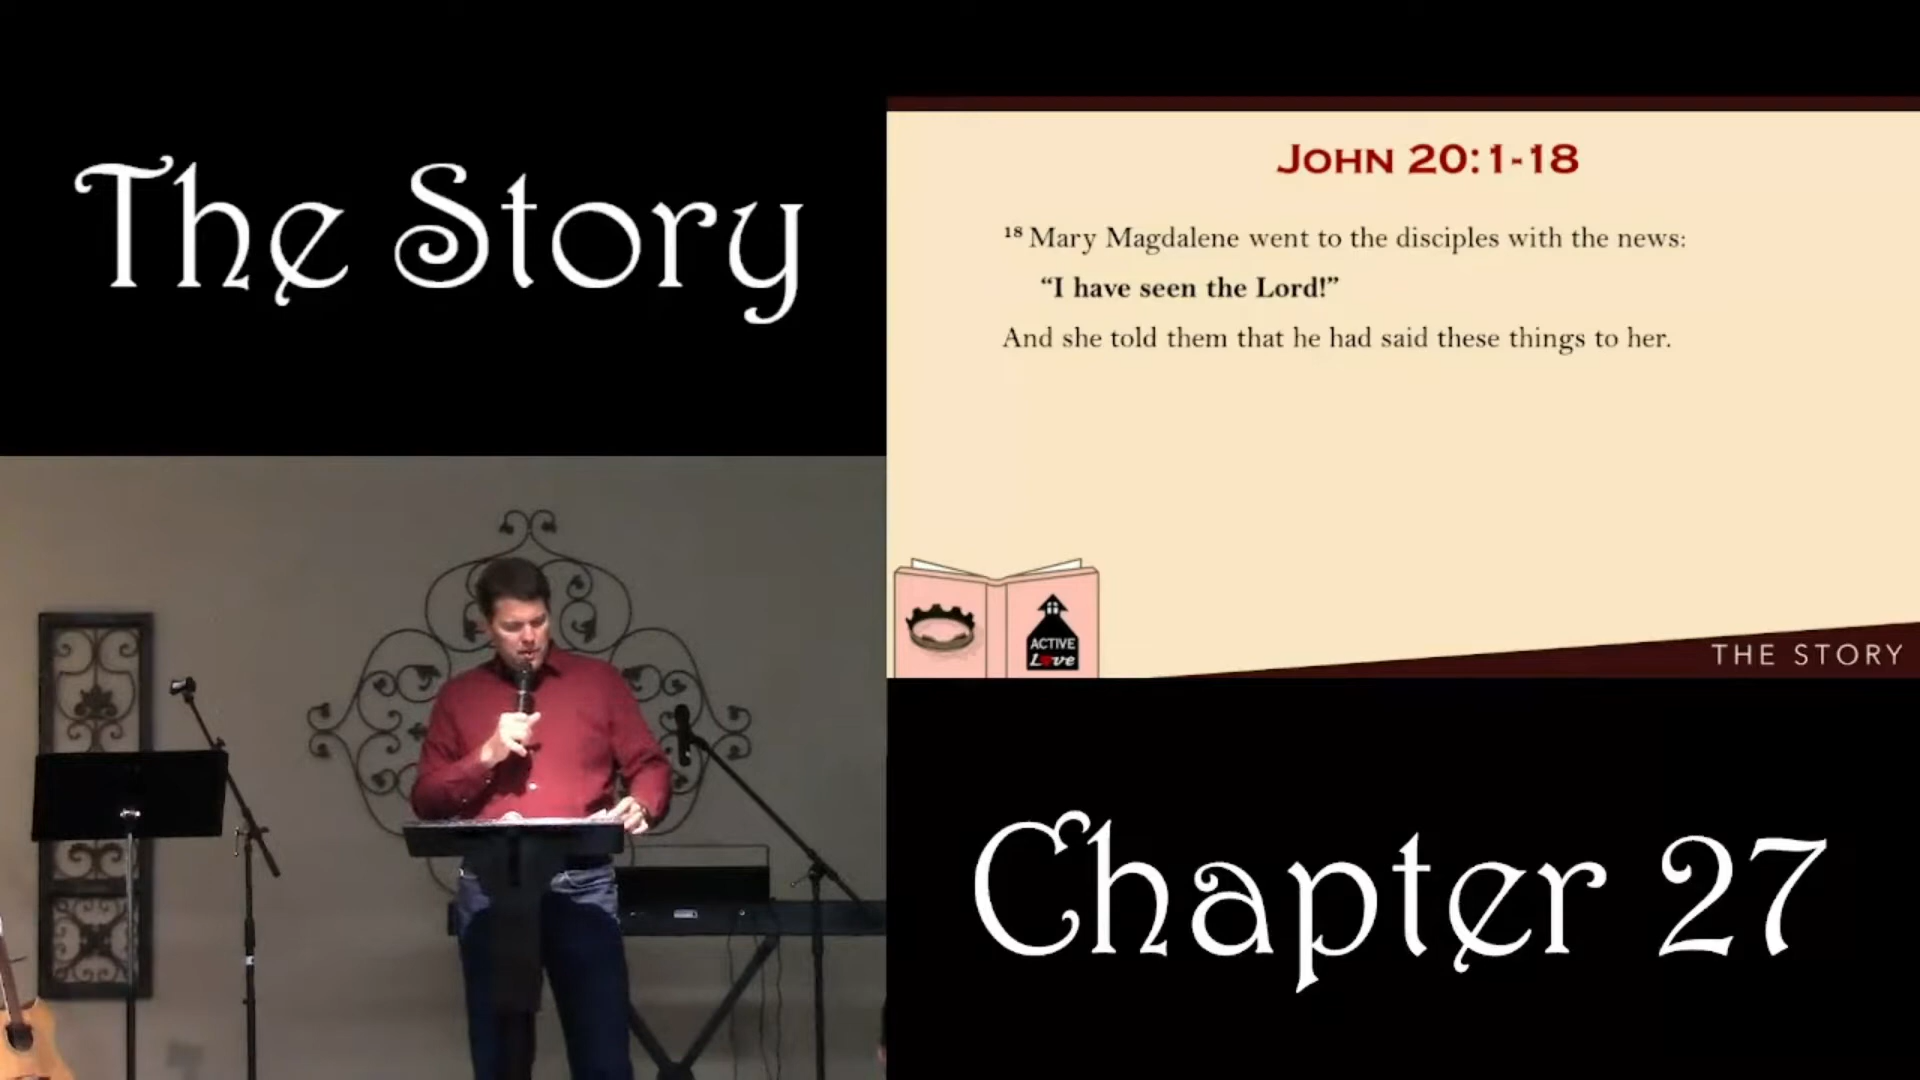 The Story
JOHN 20:1-18
18 Mary Magdalene went to the disciples with the news:
“I have seen the Lord!”
And she told them that he had said these things to her.
ACTIVE
Love
THE STORY
Chapter 27